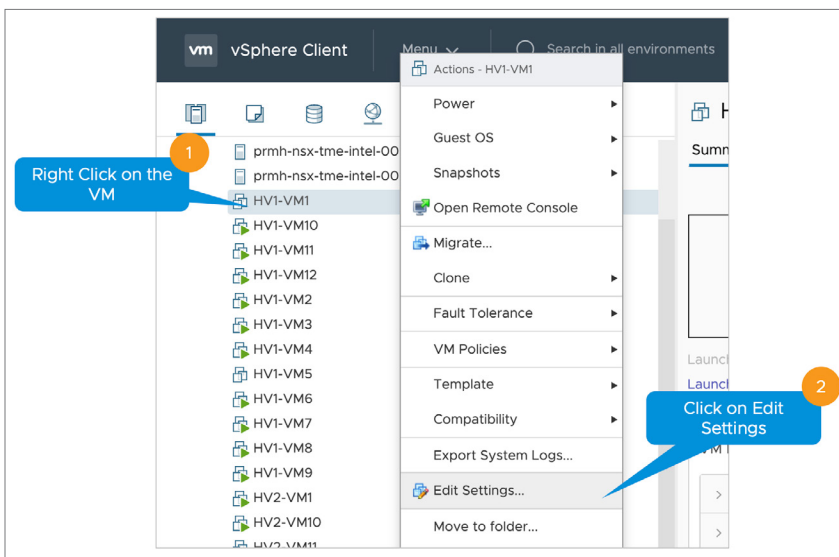 vm vSphere Client Menu Search in all environments
Actions - HV1-VM1
Power
Guest OS
Snapshots
Open Remote Console
Migrate...
Clone
Fault Tolerance
VM Policies
Template
Compatibility
Export System Logs...
Edit Settings...
Move to folder...
1
Right Click on the
VM
prmh-nsx-tme-intel-00
prmh-nsx-tme-intel-00
HV1-VM1
HV1-VM10
HV1-VM11
HV1-VM12
HV1-VM2
HV1-VM3
HV1-VM4
HV1-VM5
HV1-VM6
HV1-VM7
HV1-VM8
HV1-VM9
HV2-VM1
HV2-VM10
HV2-VM11
H
Summ
Launch
Launch
2
Click on Edit
Settings